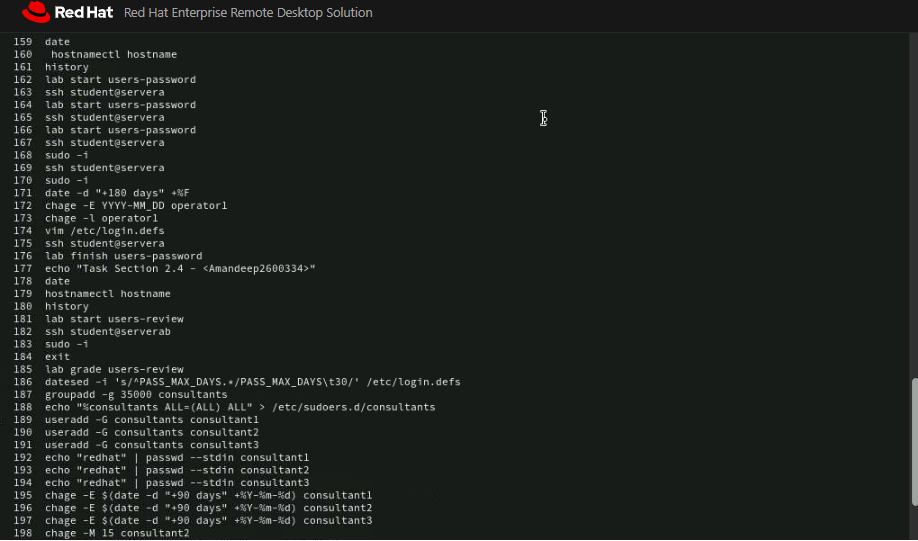 Red Hat Red Hat Enterprise Remote Desktop Solution
159 date
160 hostnamectl hostname
161 history
162 lab start users-password
163 ssh student@servera
164 lab start users-password
165 ssh student@servera
166 lab start users-password
167 ssh student@servera
168 sudo -i
169 ssh student@servera
170 sudo -i
171 date -d "+180 days" +%F
172 chage -E YYYY-MM_DD operator1
173 chage -l operator1
174 vim /etc/login.defs
175 ssh student@servera
176 lab finish users-password
177 echo "Task Section 2.4 - <Amandeep2600334>"
178 date
179 hostnamectl hostname
180 history
181 lab start users-review
182 ssh student@serverab
183 sudo -i
184 exit
185 lab grade users-review
186 datesed -i 's/^PASS_MAX_DAYS.*/PASS_MAX_DAYS\t30/' /etc/login.defs
187 groupadd -g 35000 consultants
188 echo "%consultants ALL=(ALL) ALL" > /etc/sudoers.d/consultants
189 useradd -G consultants consultant1
190 useradd -G consultants consultant2
191 useradd -G consultants consultant3
192 echo "redhat" | passwd --stdin consultant1
193 echo "redhat" | passwd --stdin consultant2
194 echo "redhat" | passwd --stdin consultant3
195 chage -E $(date -d "+90 days" +%Y-%m-%d) consultant1
196 chage -E $(date -d "+90 days" +%Y-%m-%d) consultant2
197 chage -E $(date -d "+90 days" +%Y-%m-%d) consultant3
198 chage -M 15 consultant2